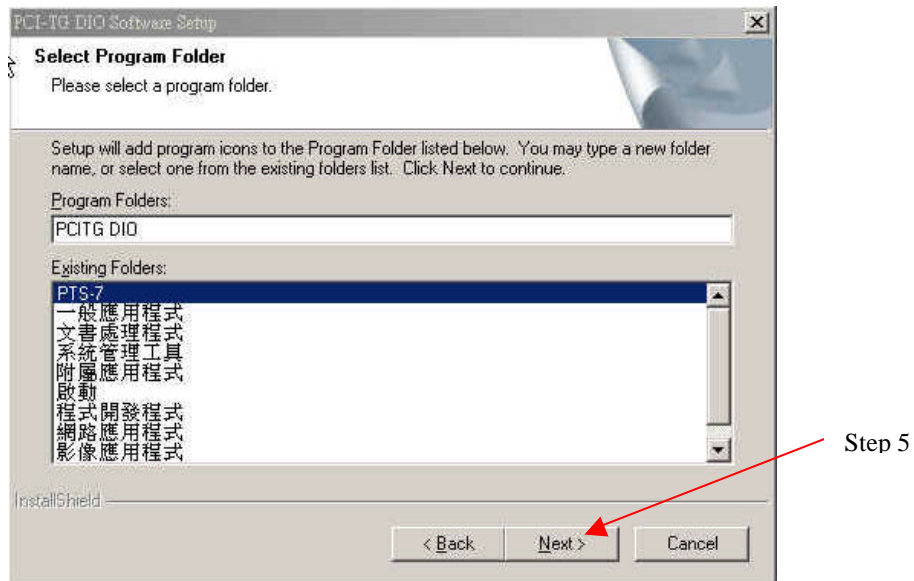 PCI-TG DIO Software Setup
Select Program Folder
Please select a program folder.
Setup will add program icons to the Program Folder listed below. You may type a new folder
name, or select one from the existing folders list. Click Next to continue.
Program Folders:
PCITG DIO
Existing Folders:
PTS-7
一般應用程式
文書處理程式
系統管理工具
附屬應用程式
啟動
程式開發程式
網路應用程式
影像應用程式
Step 5
InstallShield
< Back
Next >
Cancel